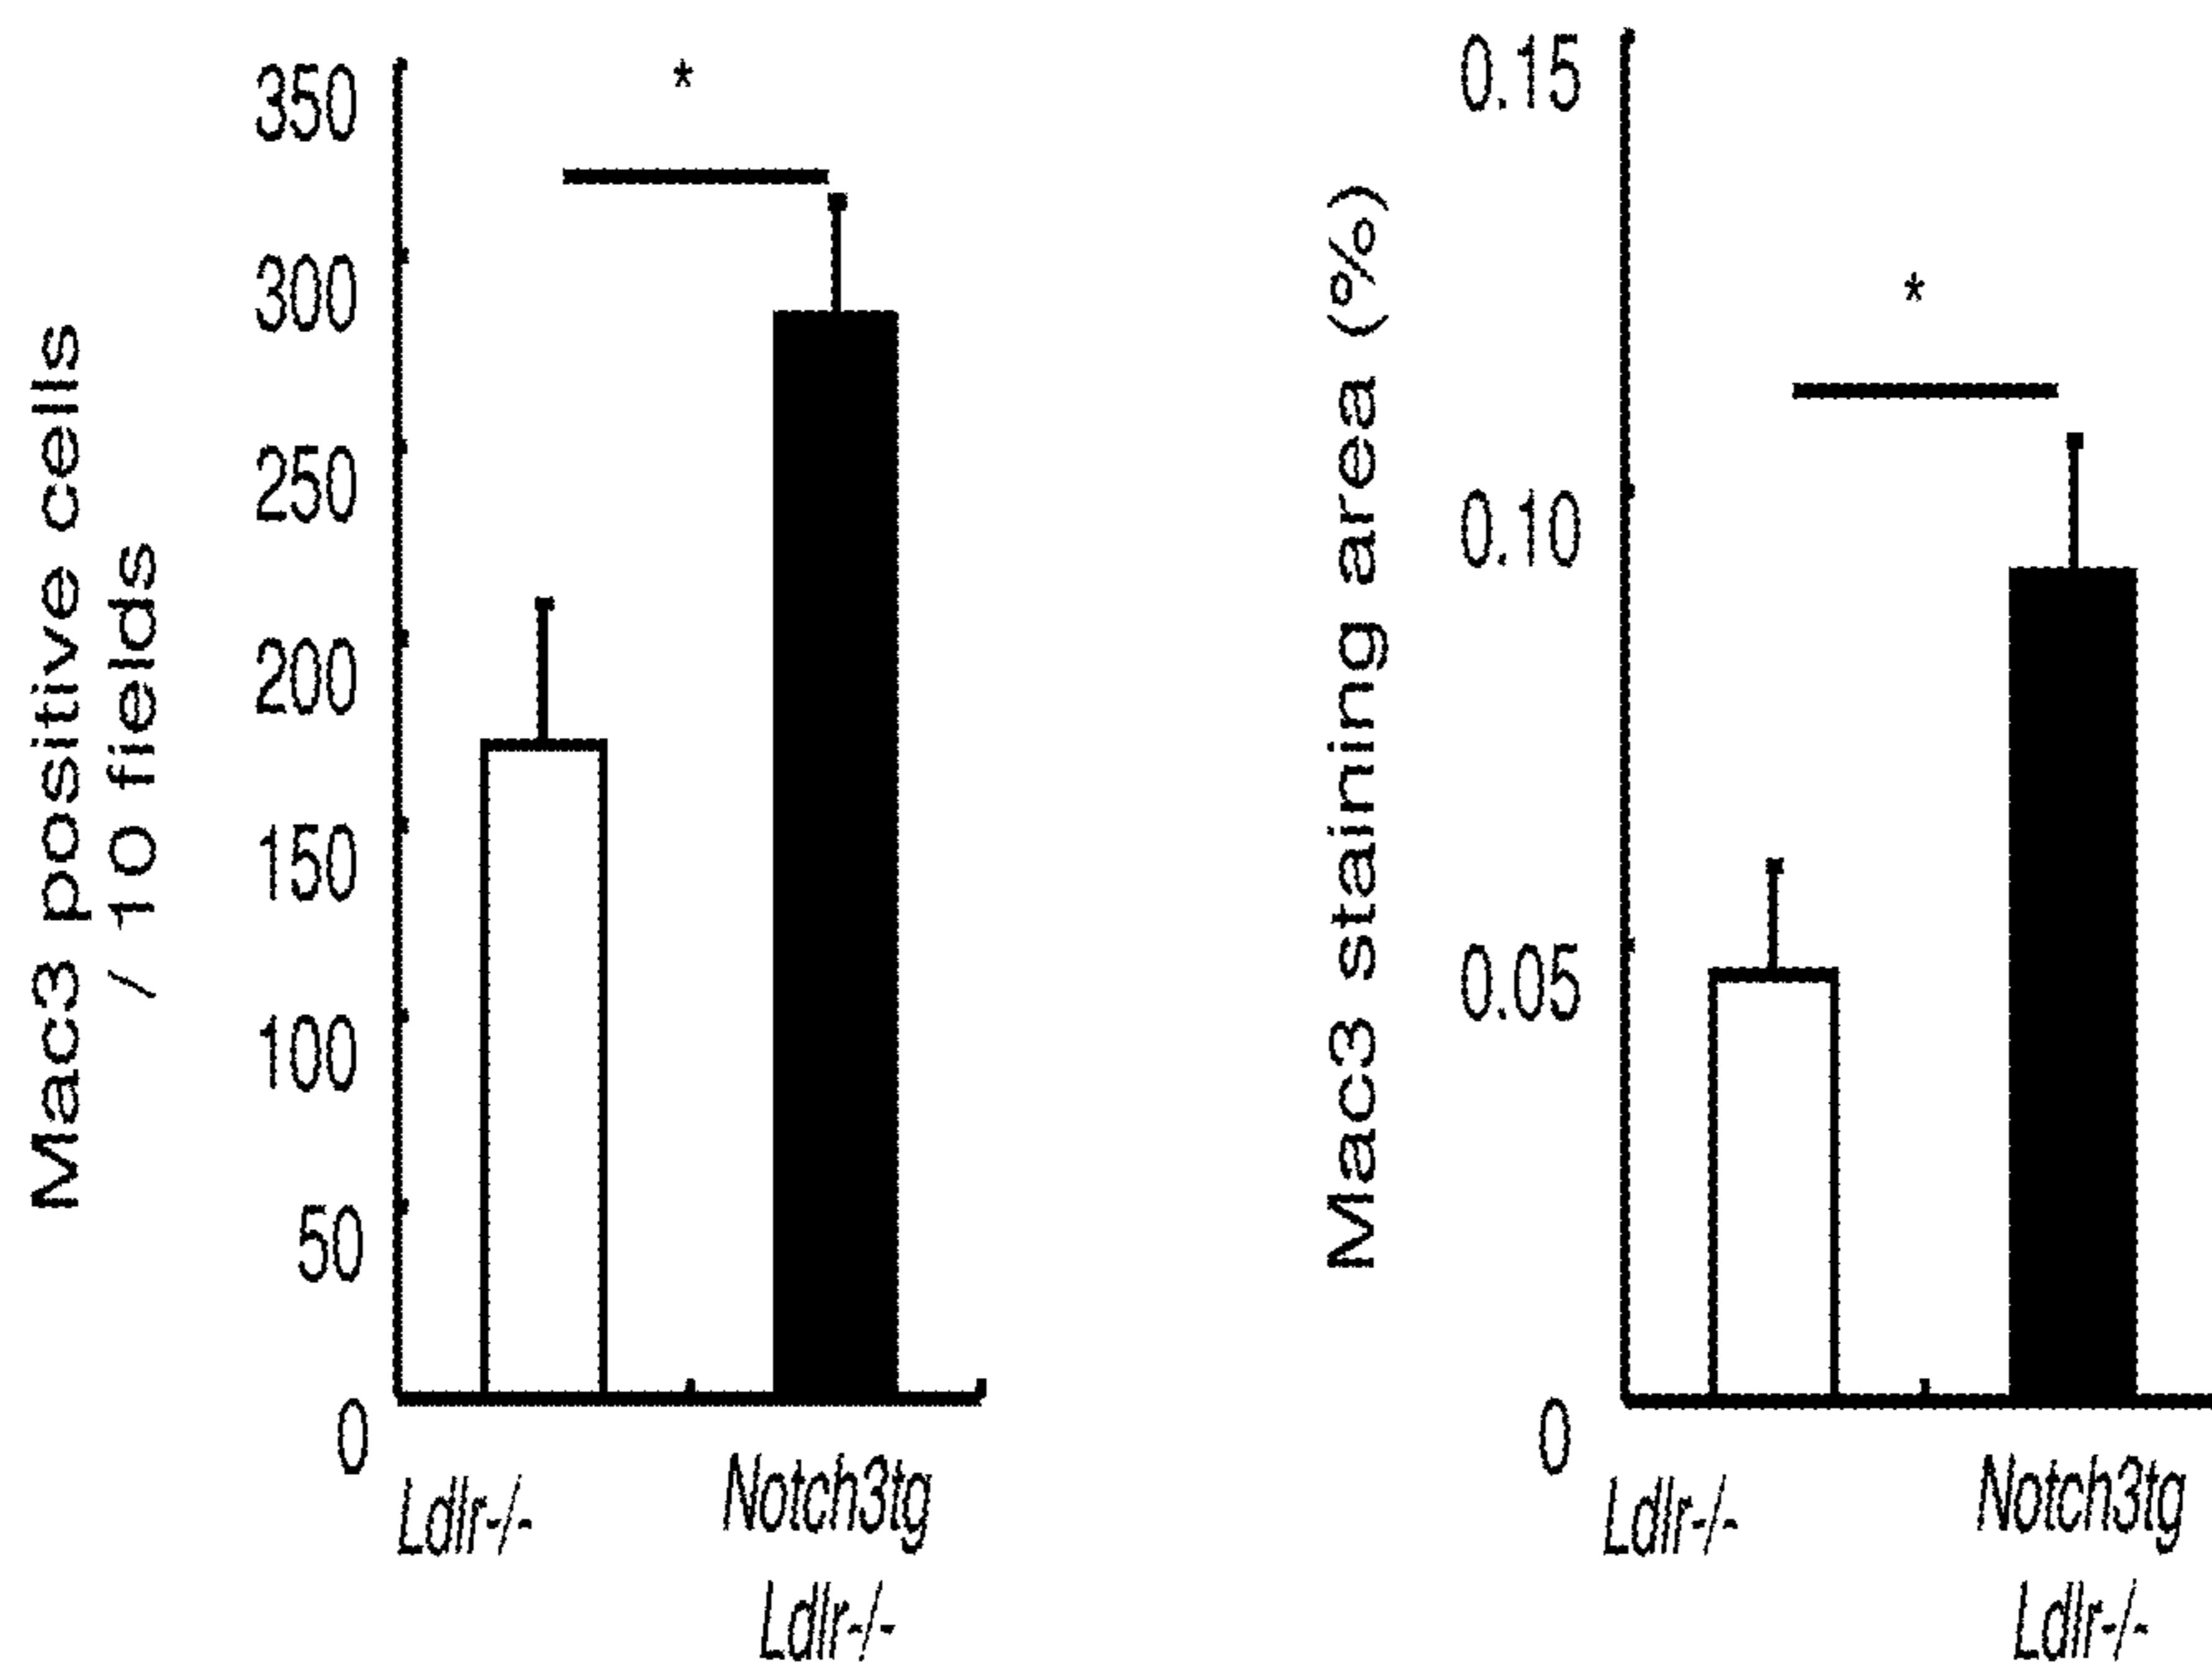 Mac3 positive cells
/ 10 fields
350
300
250
200
150
100
50
0
*
Ldlr-/-
Notch3tg
Ldlr-/-
Mac3 staining area (%)
0.15
0.10
0.05
0
*
Ldlr-/-
Notch3tg
Ldlr-/-